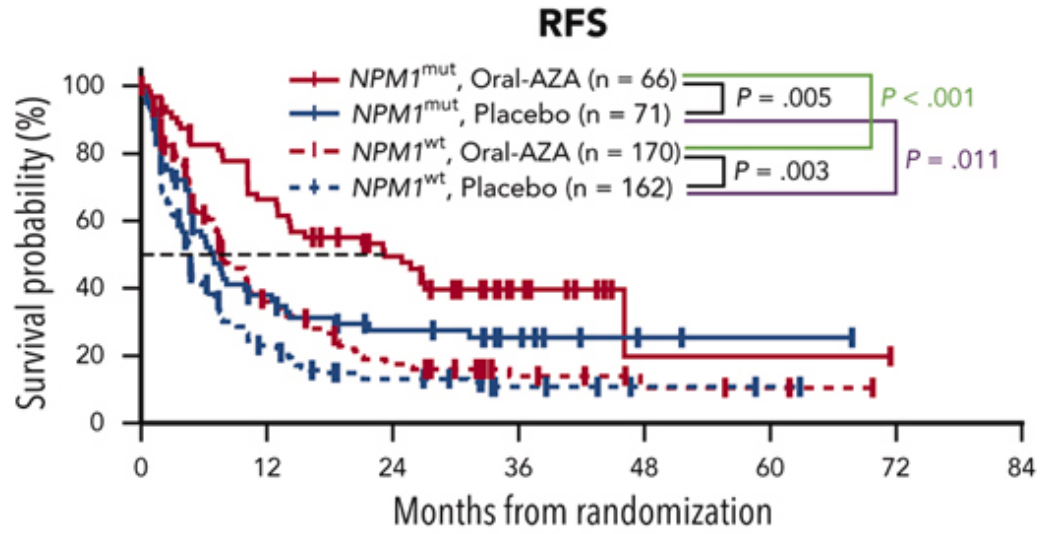 RFS
NPM1mut, Oral-AZA (n = 66)
NPM1mut, Placebo (n = 71)
NPM1wt, Oral-AZA (n = 170)
NPM1wt, Placebo (n = 162)
P = .005
P < .001
P = .003
P = .011
Survival probability (%)
100
80
60
40
20
0
0 12 24 36 48 60 72 84
Months from randomization